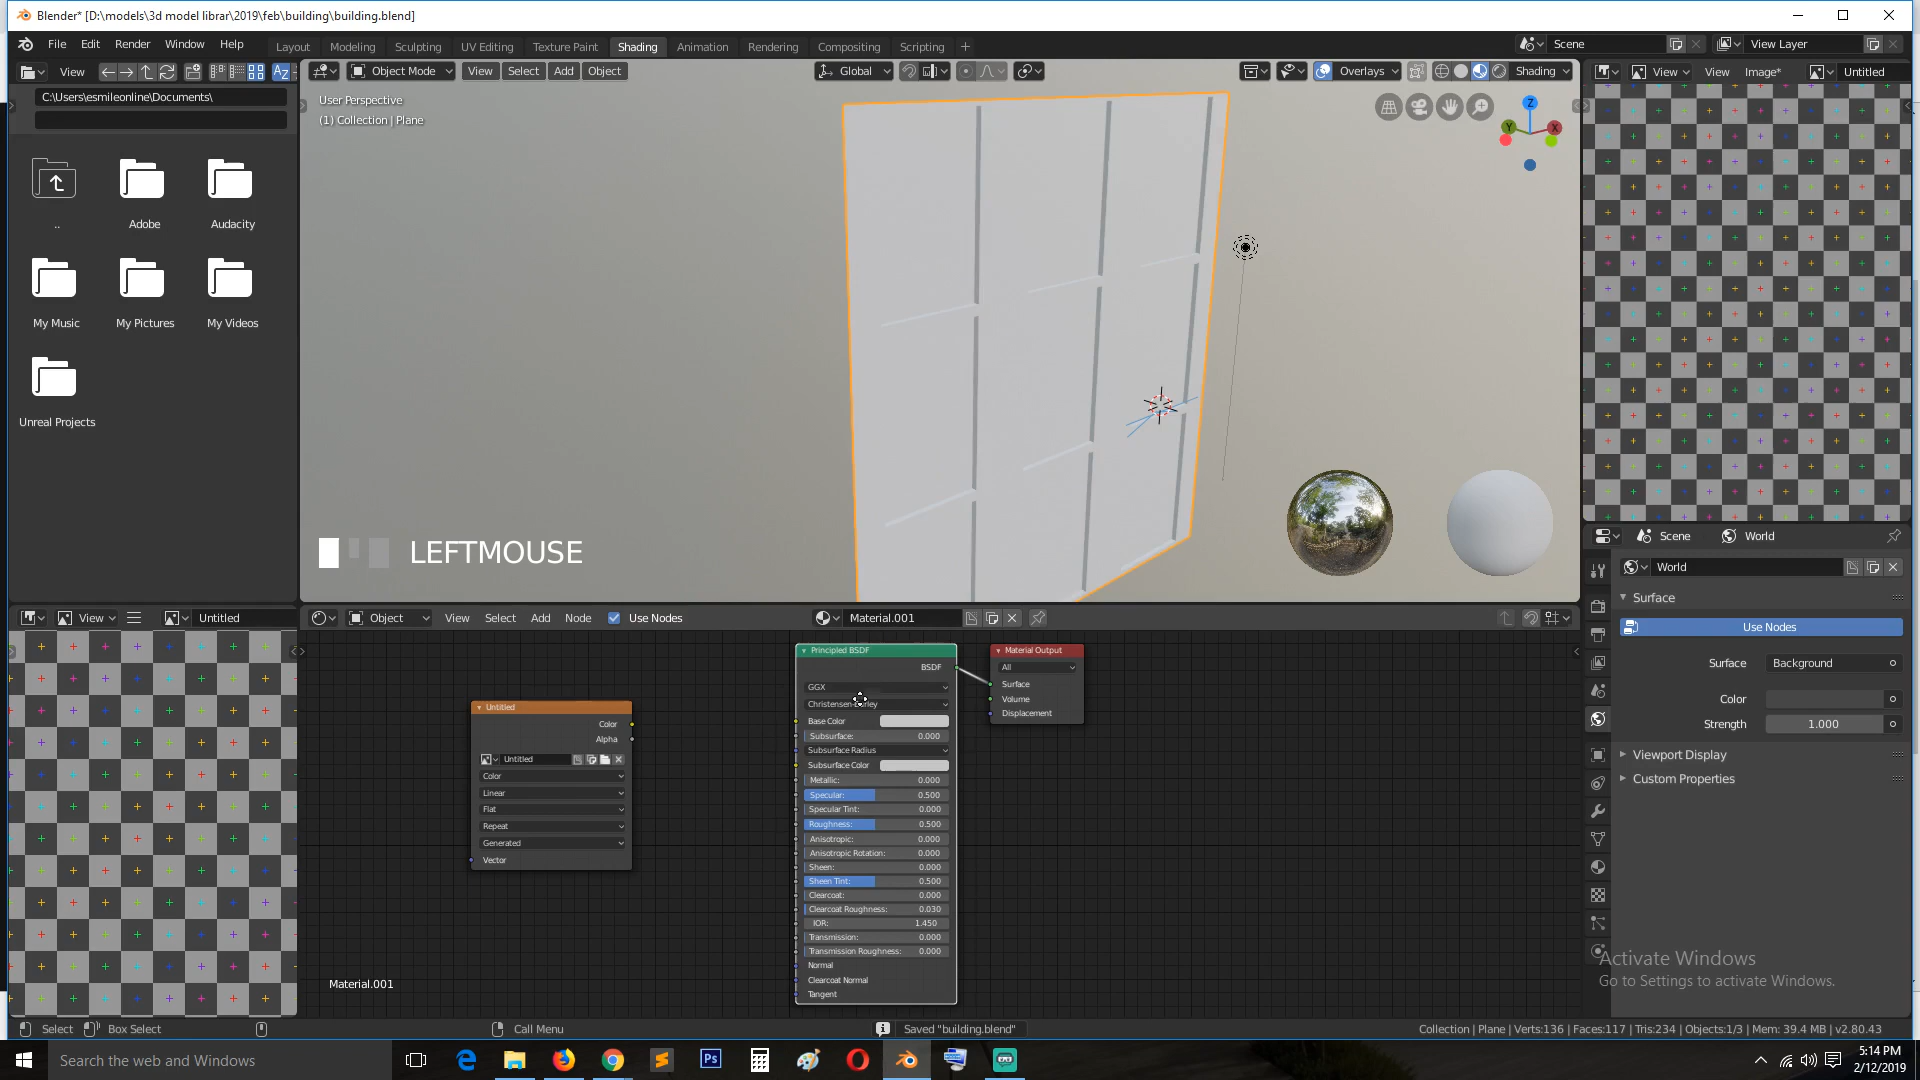 Blender* [D:\models\3d model librar\2019\feb\building\building.blend]
File Edit Render Window Help
Layout Modeling Sculpting UV Editing Texture Paint Shading Animation Rendering Compositing Scripting +
Scene
View Layer
View
C:\Users\esmileonline\Documents\
..
Adobe
Audacity
My Music
My Pictures
My Videos
Unreal Projects
Object Mode View Select Add Object
Global
Overlays
Shading
User Perspective
(1) Collection | Plane
Z
Y
X
LEFTMOUSE
View View Image* Untitled
Scene World
World
Surface
Use Nodes
Surface Background
Color
Strength 1.000
Viewport Display
Custom Properties
View Untitled
Object View Select Add Node Use Nodes
Material.001
Untitled
Color
Alpha
Untitled
Color
Linear
Flat
Repeat
Generated
Vector
Principled BSDF
BSDF
GGX
Base Color
Subsurface: 0.000
Subsurface Radius
Subsurface Color
Metallic: 0.000
Specular: 0.500
Specular Tint: 0.000
Roughness: 0.500
Anisotropic: 0.000
Anisotropic Rotation: 0.000
Sheen: 0.000
Sheen Tint: 0.500
Clearcoat: 0.000
Clearcoat Roughness: 0.030
IOR: 1.450
Transmission: 0.000
Transmission Roughness: 0.000
Normal
Clearcoat Normal
Tangent
Material Output
All
Surface
Volume
Displacement
Material.001
Activate Windows
Go to Settings to activate Windows.
Select Box Select Call Menu
Saved "building.blend"
Collection | Plane | Verts:136 | Faces:117 | Tris:234 | Objects:1/3 | Mem: 39.4 MB | v2.80.43
Search the web and Windows
Ps
5:14 PM
2/12/2019